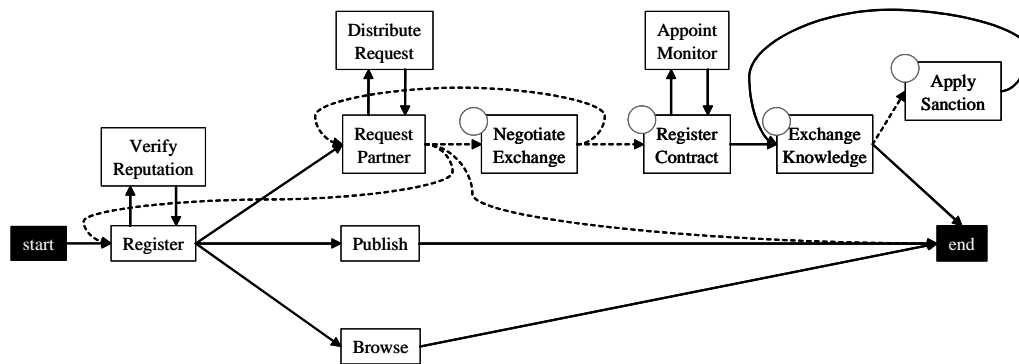 Distribute
Request
Appoint
Monitor
Apply
Sanction
Request
Partner
Negotiate
Exchange
Register
Contract
Exchange
Knowledge
Verify
Reputation
start
Register
Publish
end
Browse